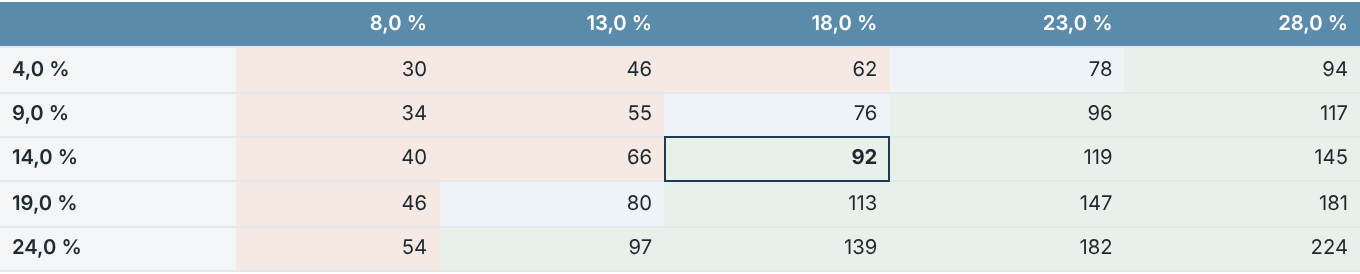 8,0 % 13,0 % 18,0 % 23,0 % 28,0 %
4,0 % 30 46 62 78 94
9,0 % 34 55 76 96 117
14,0 % 40 66 92 119 145
19,0 % 46 80 113 147 181
24,0 % 54 97 139 182 224